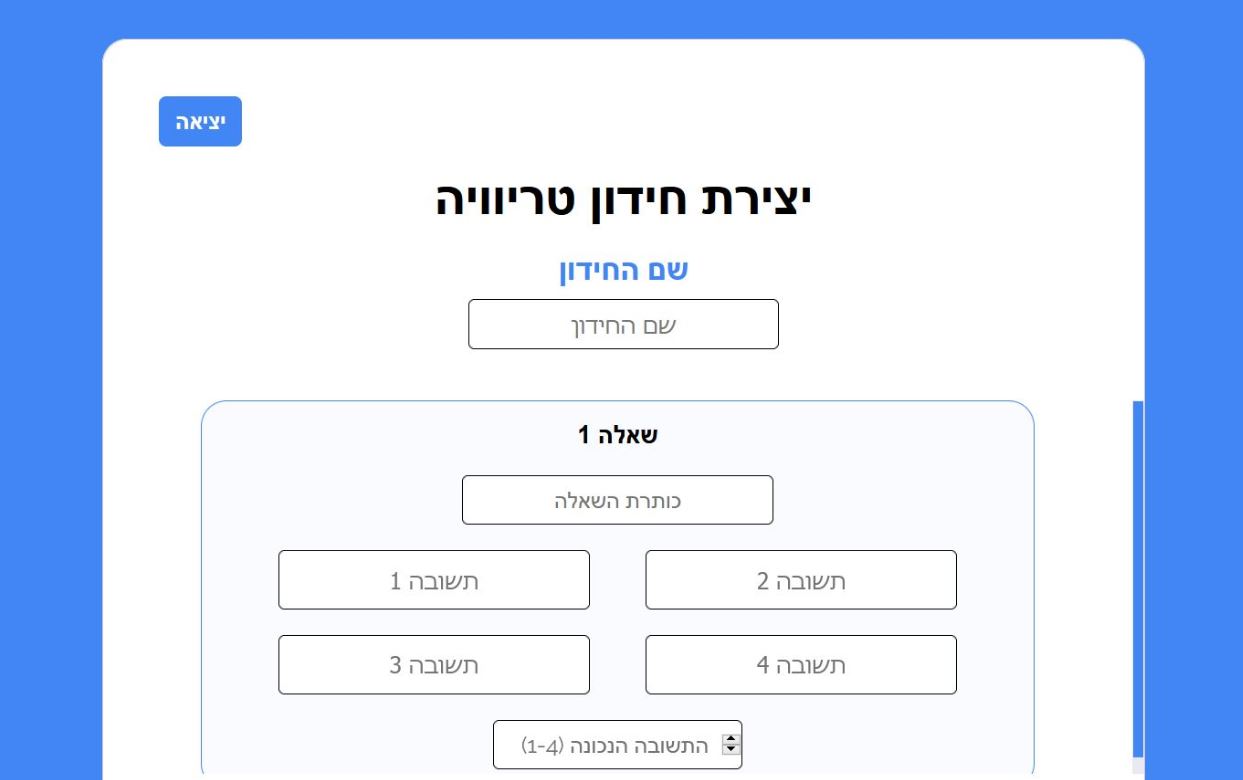 יציאה
יצירת חידון טריוויה
שם החידון
שם החידון
שאלה 1
כותרת השאלה
תשובה 1
תשובה 2
תשובה 3
תשובה 4
התשובה הנכונה (1-4)